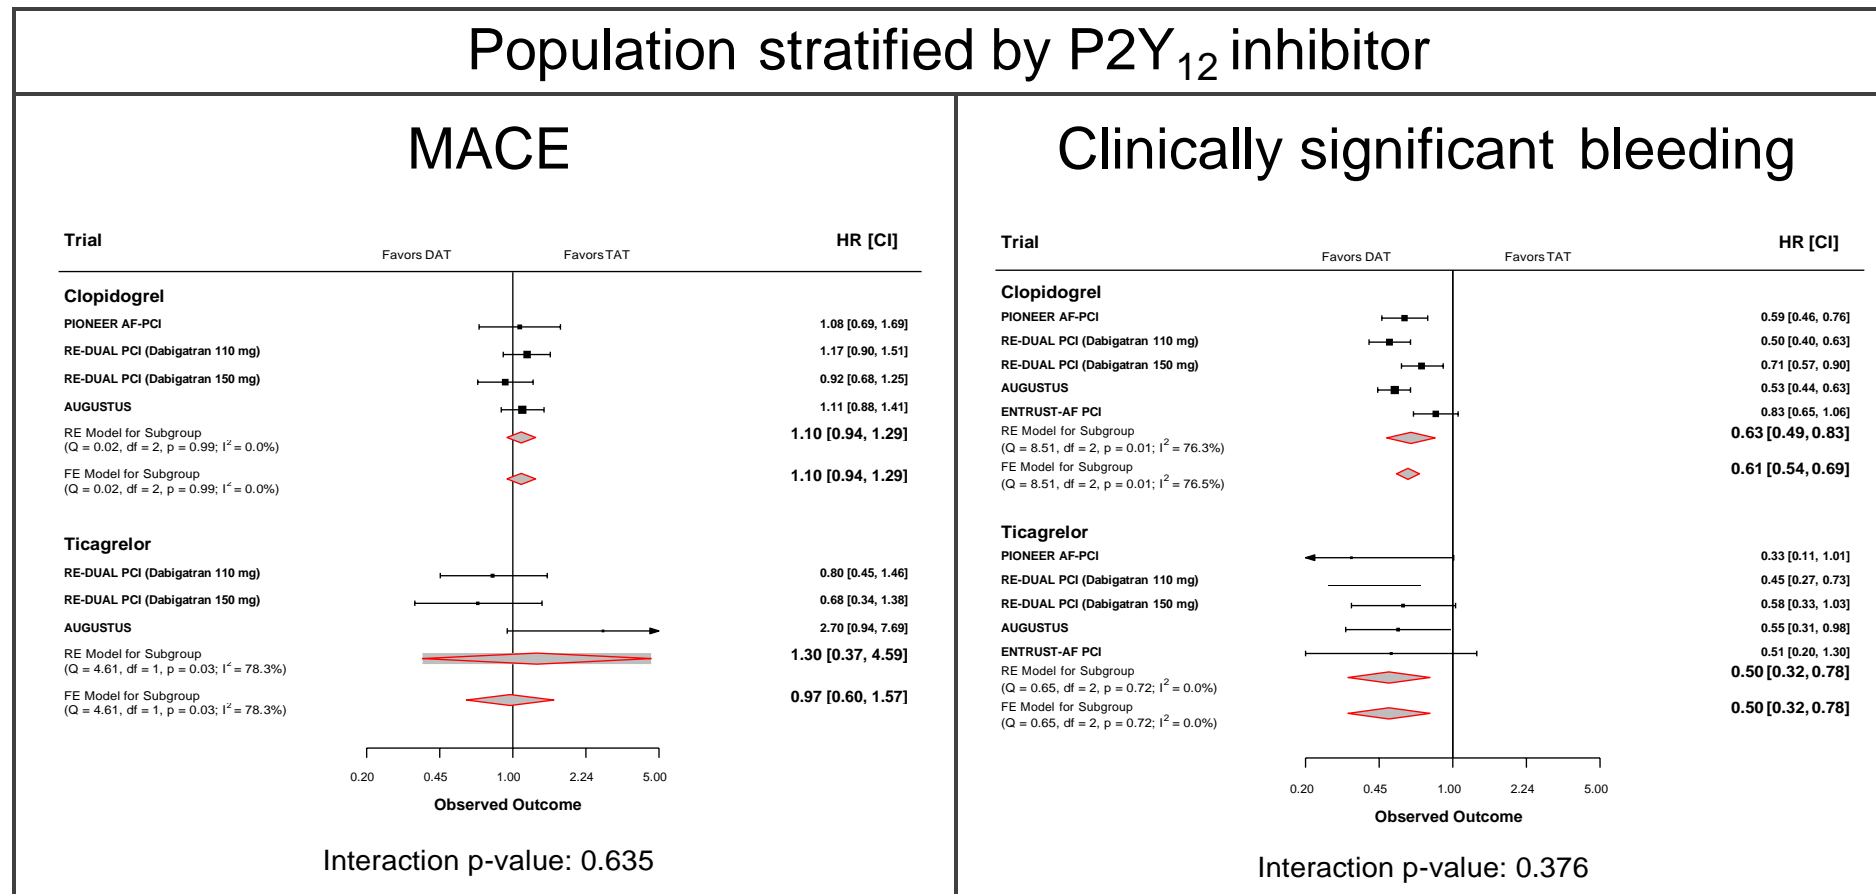 Population stratified by P2Y12 inhibitor
MACE
Trial Favors DAT Favors TAT HR [CI]
Clopidogrel
PIONEER AF-PCI 1.08 [0.69, 1.69]
RE-DUAL PCI (Dabigatran 110 mg) 1.17 [0.90, 1.51]
RE-DUAL PCI (Dabigatran 150 mg) 0.92 [0.68, 1.25]
AUGUSTUS 1.11 [0.88, 1.41]
RE Model for Subgroup 1.10 [0.94, 1.29]
(Q = 0.02, df = 2, p = 0.99; I2 = 0.0%)
FE Model for Subgroup 1.10 [0.94, 1.29]
(Q = 0.02, df = 2, p = 0.99; I2 = 0.0%)
Ticagrelor
RE-DUAL PCI (Dabigatran 110 mg) 0.80 [0.45, 1.46]
RE-DUAL PCI (Dabigatran 150 mg) 0.68 [0.34, 1.38]
AUGUSTUS 2.70 [0.94, 7.69]
RE Model for Subgroup 1.30 [0.37, 4.59]
(Q = 4.61, df = 1, p = 0.03; I2 = 78.3%)
FE Model for Subgroup 0.97 [0.60, 1.57]
(Q = 4.61, df = 1, p = 0.03; I2 = 78.3%)
0.20 0.45 1.00 2.24 5.00
Observed Outcome
Interaction p-value: 0.635
Clinically significant bleeding
Trial Favors DAT Favors TAT HR [CI]
Clopidogrel
PIONEER AF-PCI 0.59 [0.46, 0.76]
RE-DUAL PCI (Dabigatran 110 mg) 0.50 [0.40, 0.63]
RE-DUAL PCI (Dabigatran 150 mg) 0.71 [0.57, 0.90]
AUGUSTUS 0.53 [0.44, 0.63]
ENTRUST-AF PCI 0.83 [0.65, 1.06]
RE Model for Subgroup 0.63 [0.49, 0.83]
(Q = 8.51, df = 2, p = 0.01; I2 = 76.3%)
FE Model for Subgroup 0.61 [0.54, 0.69]
(Q = 8.51, df = 2, p = 0.01; I2 = 76.5%)
Ticagrelor
PIONEER AF-PCI 0.33 [0.11, 1.01]
RE-DUAL PCI (Dabigatran 110 mg) 0.45 [0.27, 0.73]
RE-DUAL PCI (Dabigatran 150 mg) 0.58 [0.33, 1.03]
AUGUSTUS 0.55 [0.31, 0.98]
ENTRUST-AF PCI 0.51 [0.20, 1.30]
RE Model for Subgroup 0.50 [0.32, 0.78]
(Q = 0.65, df = 2, p = 0.72; I2 = 0.0%)
FE Model for Subgroup 0.50 [0.32, 0.78]
(Q = 0.65, df = 2, p = 0.72; I2 = 0.0%)
0.20 0.45 1.00 2.24 5.00
Observed Outcome
Interaction p-value: 0.376